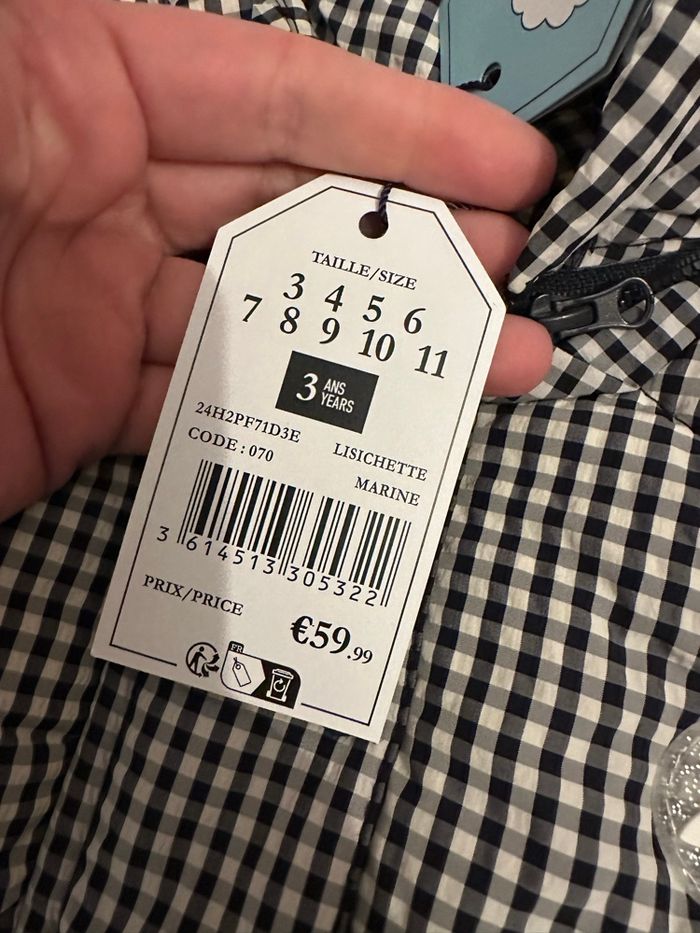 TAILLE/SIZE
3 4 5 6
7 8 9 10 11
3 ANS
YEARS
24H2PF71D3E LISICHETTE
CODE : 070 MARINE
3 614513 305322
PRIX/PRICE €59.99
FR